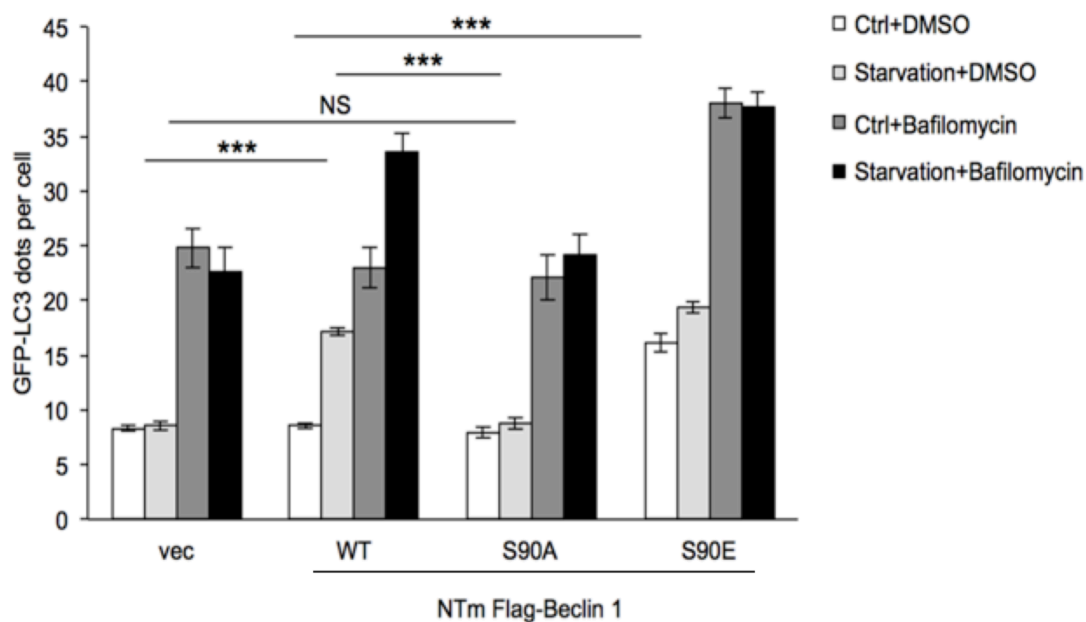 GFP-LC3 dots per cell
45
40
35
30
25
20
15
10
5
0
***
***
NS
***
Ctrl+DMSO
Starvation+DMSO
Ctrl+Bafilomycin
Starvation+Bafilomycin
vec WT S90A S90E
NTm Flag-Beclin 1